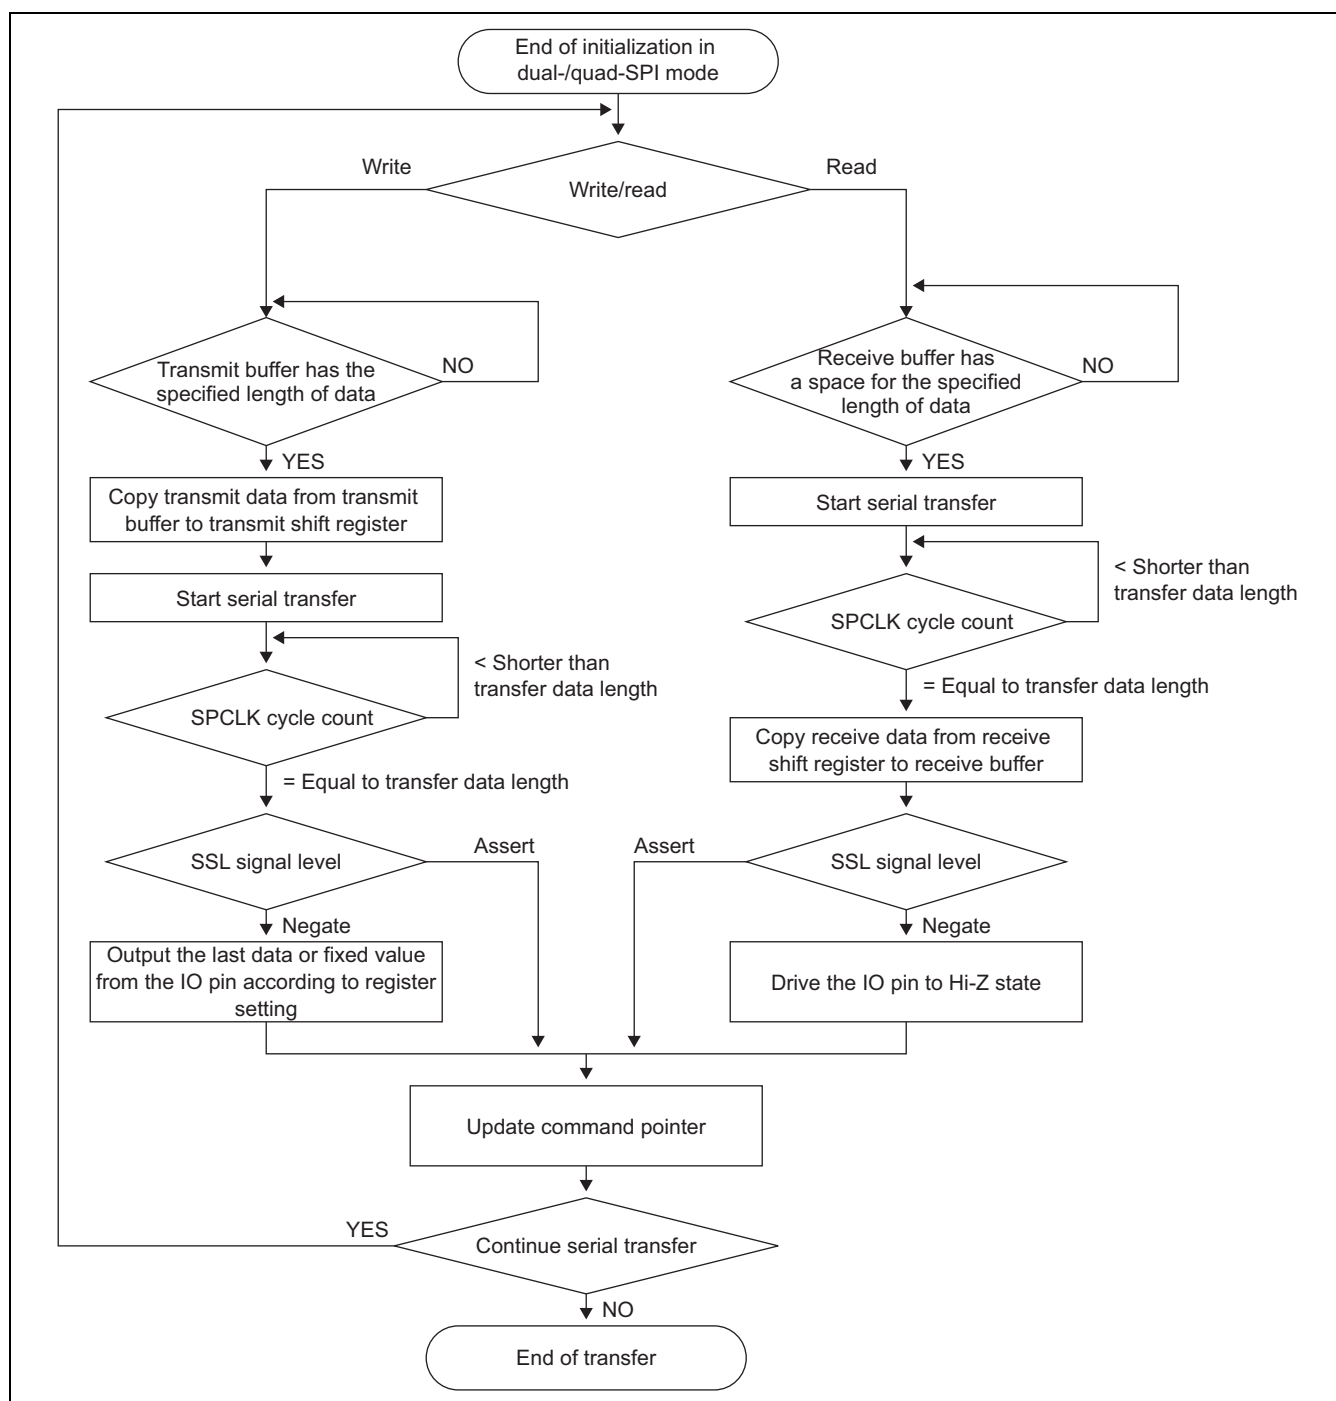 End of initialization in
dual-/quad-SPI mode
Write
Read
Write/read
Transmit buffer has the
specified length of data
NO
YES
Copy transmit data from transmit
buffer to transmit shift register
Start serial transfer
< Shorter than
transfer data length
SPCLK cycle count
= Equal to transfer data length
SSL signal level
Assert
Negate
Output the last data or fixed value
from the IO pin according to register
setting
Receive buffer has
a space for the specified
length of data
NO
YES
Start serial transfer
< Shorter than
transfer data length
SPCLK cycle count
= Equal to transfer data length
Copy receive data from receive
shift register to receive buffer
Assert
SSL signal level
Negate
Drive the IO pin to Hi-Z state
Update command pointer
YES
Continue serial transfer
NO
End of transfer